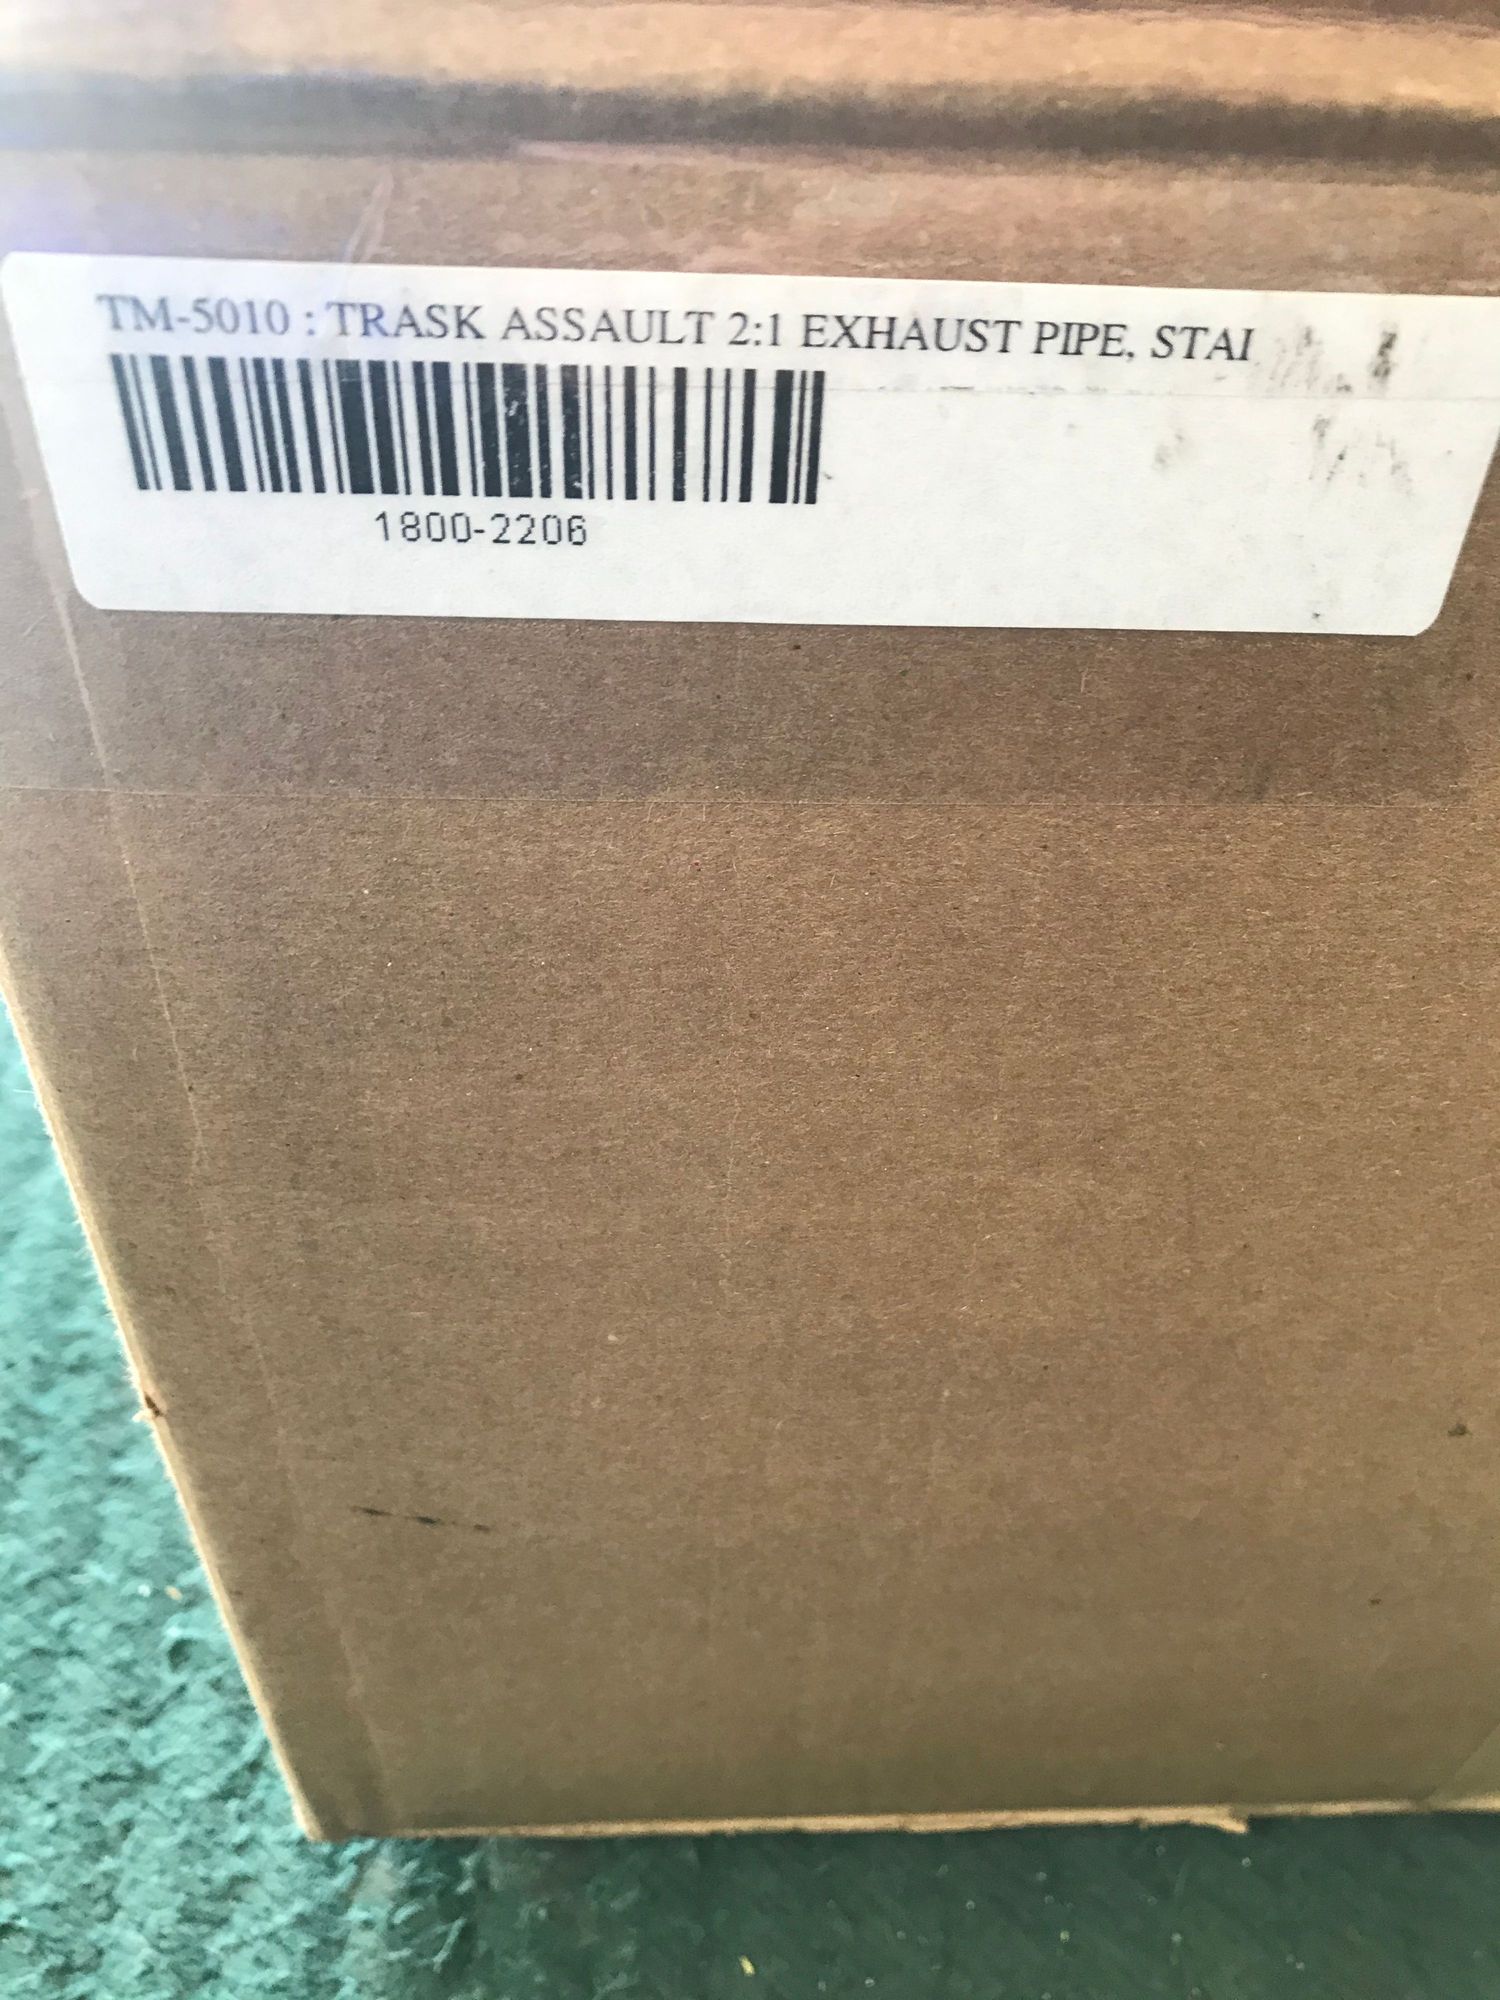 TM-5010 : TRASK ASSAULT 2:1 EXHAUST PIPE, STAI
1800-2206